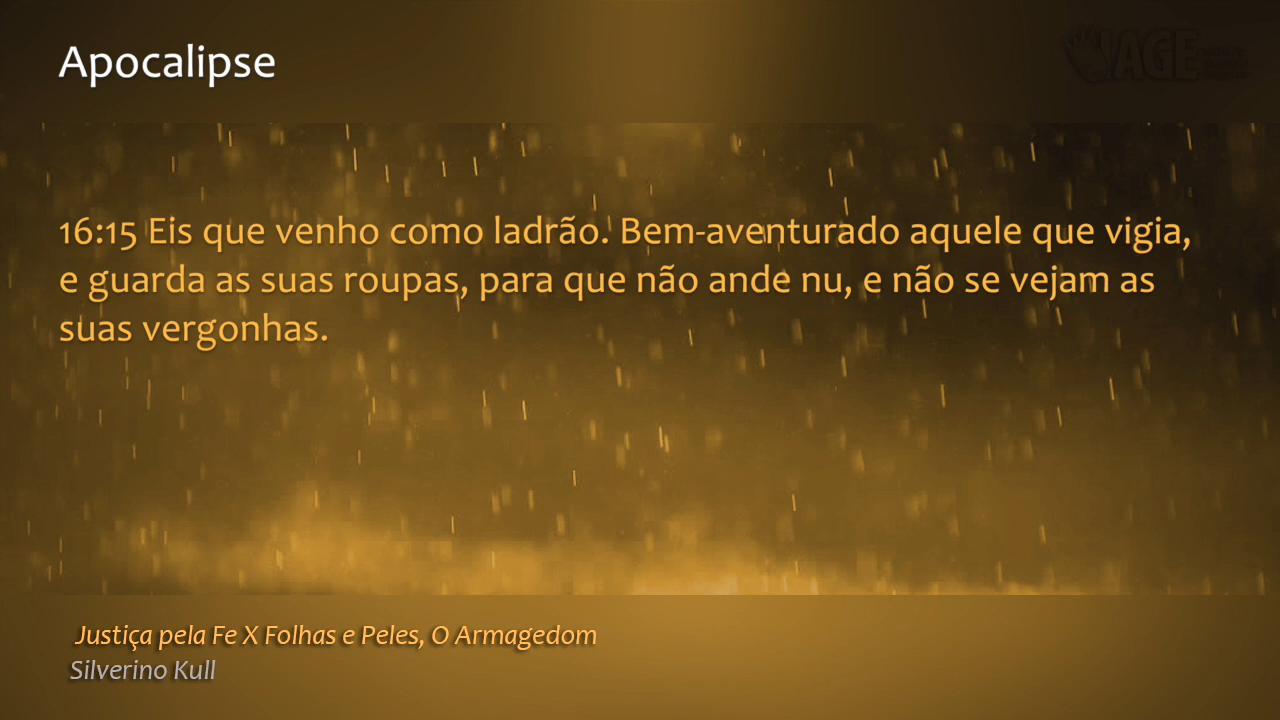 Apocalipse
IAGE
16:15 Eis que venho como ladrão. Bem-aventurado aquele que vigia,
e guarda as suas roupas, para que não ande nu, e não se vejam as
suas vergonhas.
Justiça pela Fe X Folhas e Peles, O Armagedom
Silverino Kull